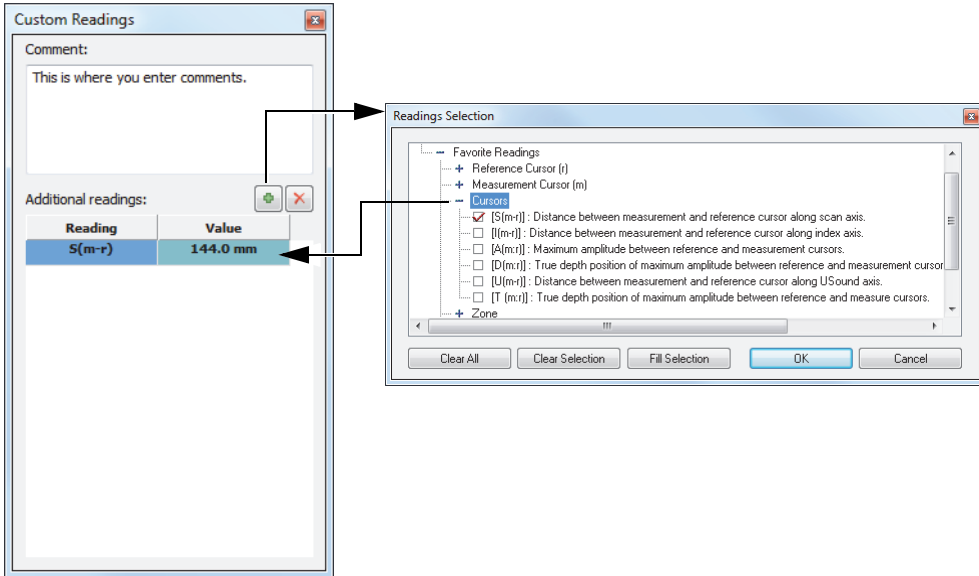 Custom Readings
Comment:
This is where you enter comments.
Additional readings:
Reading Value
S(m-r) 144.0 mm
Readings Selection
Favorite Readings
Reference Cursor (r)
Measurement Cursor (m)
Cursors
[S(m-r)] : Distance between measurement and reference cursor along scan axis.
[I(m-r)] : Distance between measurement and reference cursor along index axis.
[A(m:r)] : Maximum amplitude between reference and measurement cursors.
[D(m:r)] : True depth position of maximum amplitude between reference and measurement cursor
[U(m-r)] : Distance between measurement and reference cursor along USound axis.
[T (m:r)] : True depth position of maximum amplitude between reference and measure cursors.
Zone
Clear All Clear Selection Fill Selection OK Cancel